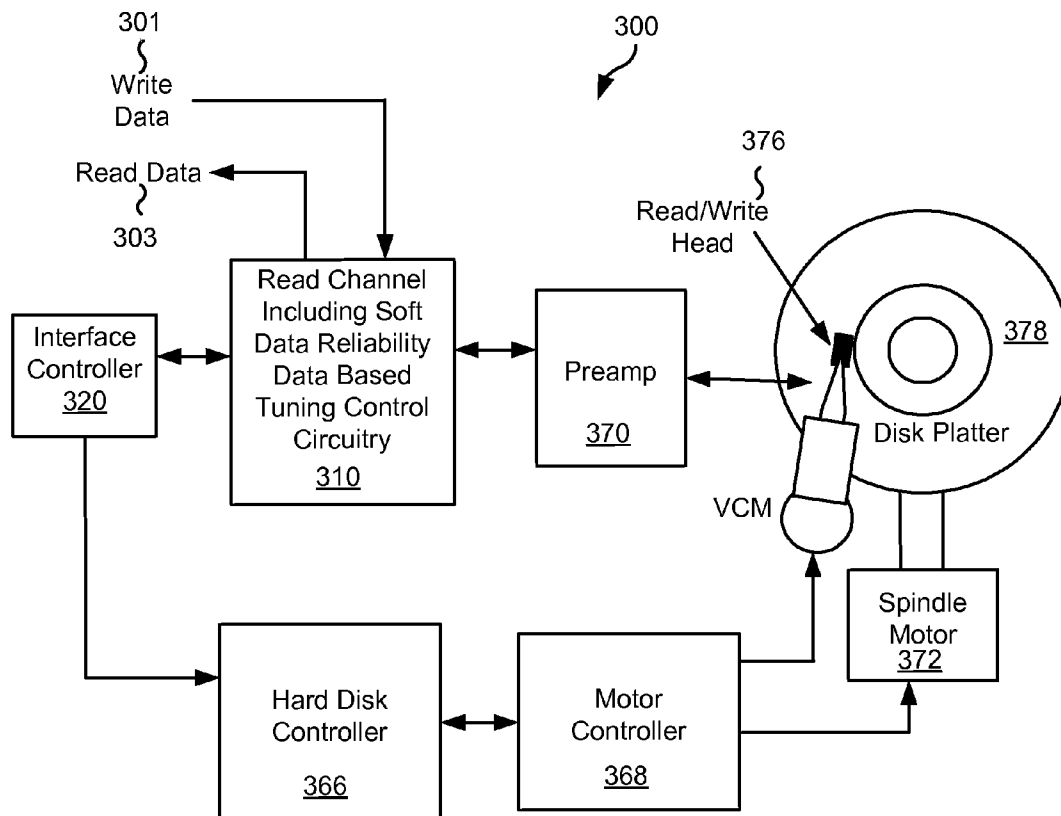 301
Write
Data
300
Read Data
303
376
Read/Write
Head
Read Channel
Including Soft
Data Reliability
Data Based
Tuning Control
Circuitry
310
Interface
Controller
320
Preamp
370
378
Disk Platter
VCM
Spindle
Motor
372
Hard Disk
Controller
366
Motor
Controller
368